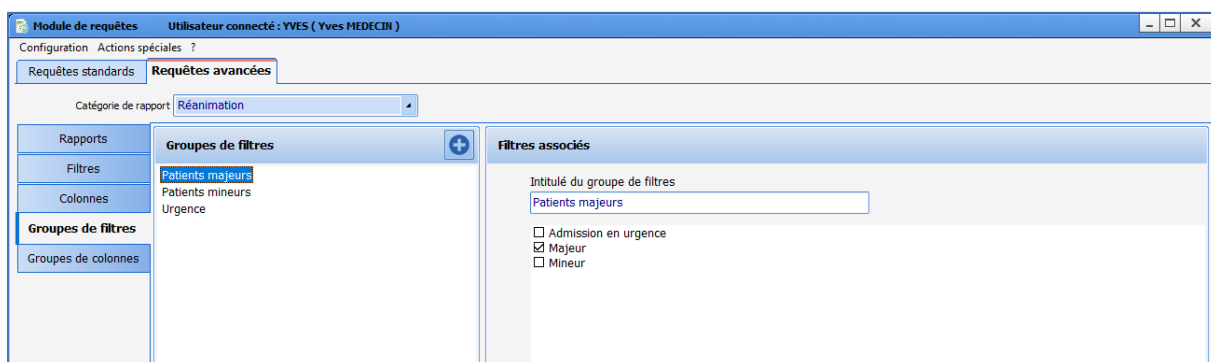 Module de requêtes Utilisateur connecté : YVES ( Yves MEDECIN )
Configuration Actions spéciales ?
Requêtes standards Requêtes avancées
Catégorie de rapport Réanimation
Rapports
Filtres
Colonnes
Groupes de filtres
Groupes de colonnes
Groupes de filtres
Patients majeurs
Patients mineurs
Urgence
Filtres associés
Intitulé du groupe de filtres
Patients majeurs
Admission en urgence
Majeur
Mineur